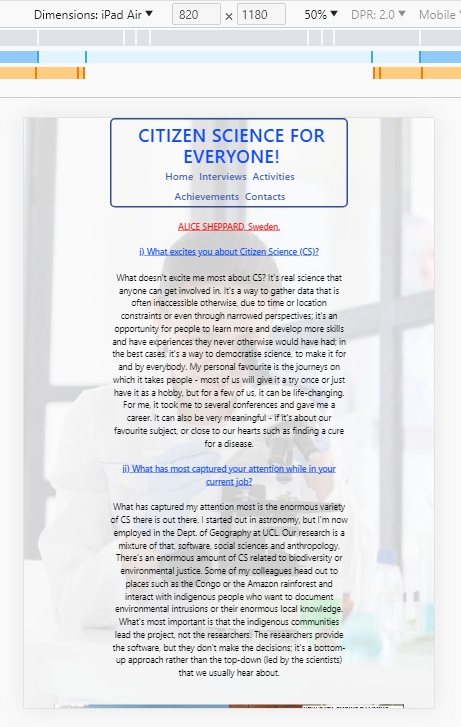 Dimensions: iPad Air ▼ 820 x 1180 50% ▼ DPR: 2.0 ▼ Mobile
CITIZEN SCIENCE FOR
EVERYONE!
Home Interviews Activities
Achievements Contacts
ALICE SHEPPARD, Sweden.
i) What excites you about Citizen Science (CS)?
What doesn't excite me most about CS? It's real science that
anyone can get involved in. It's a way to gather data that is
often inaccessible otherwise, due to time or location
constraints or even through narrowed perspectives; it's an
opportunity for people to learn more and develop more skills
and have experiences they never otherwise would have had; in
the best cases, it's a way to democratise science, to make it for
and by everybody. My personal favourite is the journeys on
which it takes people - most of us will give it a try once or just
have it as a hobby, but for a few of us, it can be life-changing.
For me, it took me to several conferences and gave me a
career. It can also be very meaningful - if it's about our
favourite subject, or close to our hearts such as finding a cure
for a disease.
ii) What has most captured your attention while in your
current job?
What has captured my attention most is the enormous variety
of CS there is out there. I started out in astronomy, but I'm now
employed in the Dept. of Geography at UCL. Our research is a
mixture of that, software, social sciences and anthropology.
There's an enormous amount of CS related to biodiversity or
environmental justice. Some of my colleagues head out to
places such as the Congo or the Amazon rainforest and
interact with indigenous people who want to document
environmental intrusions or their enormous local knowledge.
What's most important is that the indigenous communities
lead the project, not the researchers. The researchers provide
the software, but they don't make the decisions; it's a bottom-
up approach rather than the top-down (led by the scientists)
that we usually hear about.